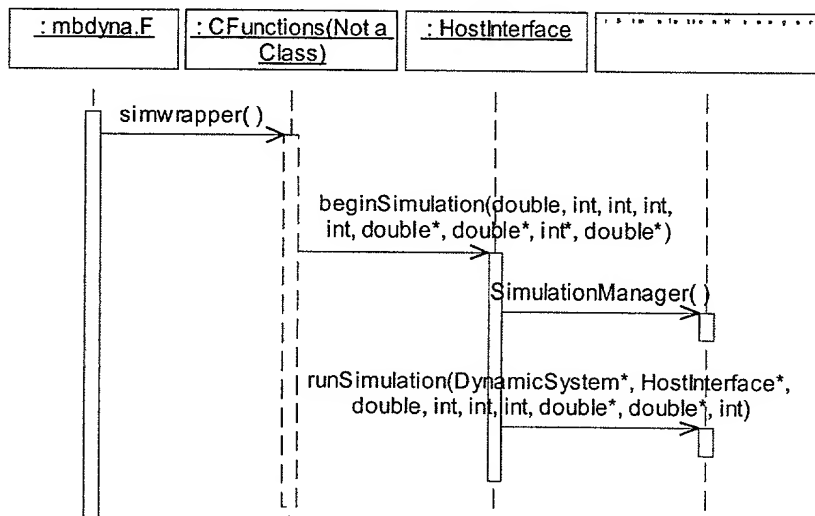 : mbdyna.F
: CFunctions(Not a
Class)
: HostInterface
: SimulationManager
simwrapper( )
beginSimulation(double, int, int, int,
int, double*, double*, int*, double*)
SimulationManager( )
runSimulation(DynamicSystem*, HostInterface*,
double, int, int, int, double*, double*, int)